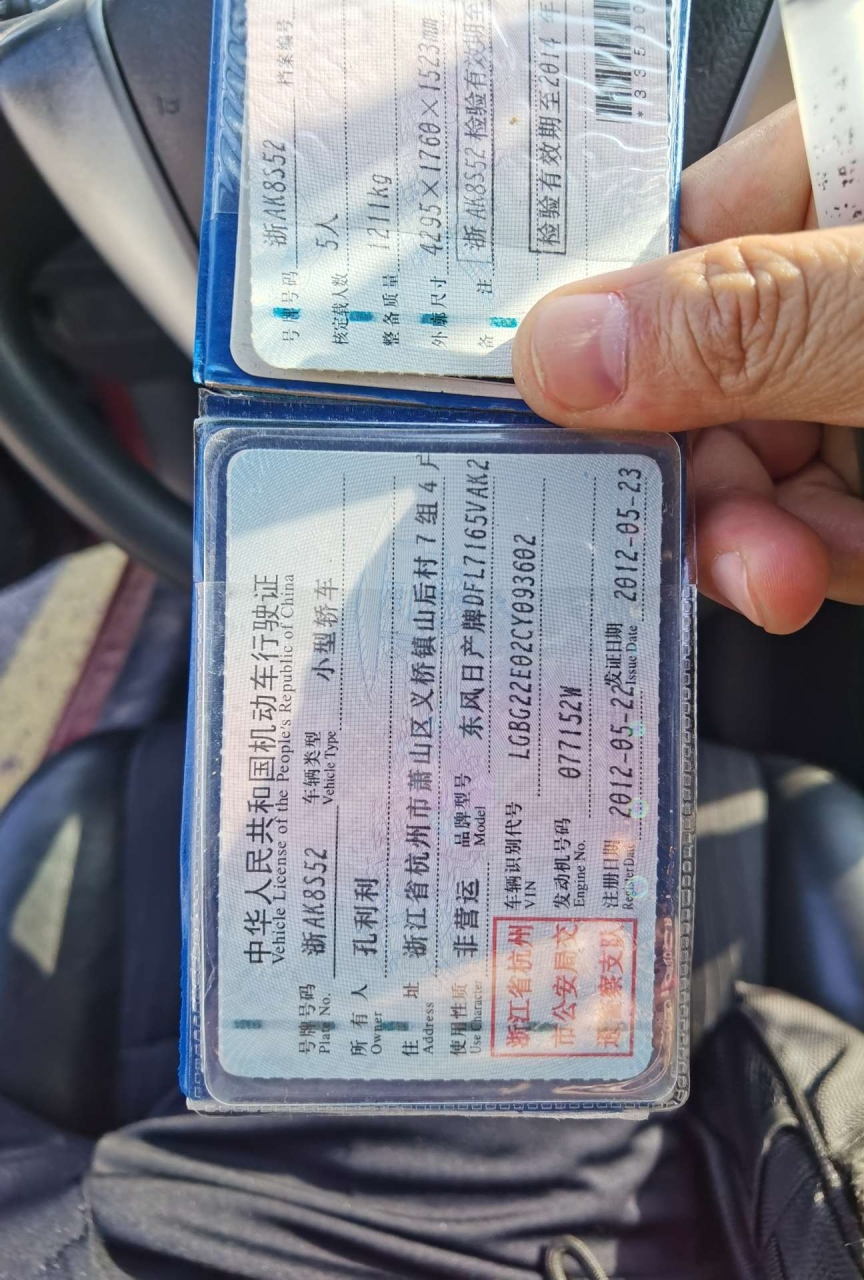 中华人民共和国机动车行驶证
Vehicle License of the People's Republic of China
号牌号码 浙AK8S52 车辆类型 小型轿车
Plate No. Vehicle Type
所有人 孔利利
Owner
住址 浙江省杭州市萧山区义桥镇山后村7组4户
Address
使用性质 非营运 品牌型号 东风日产牌DFL7165VAK2
Use Character Model
浙江省杭州
市公安局交
通警察支队
车辆识别代号 LGBG22E02CY093602
VIN
发动机号码 077152W
Engine No.
注册日期 2012-05-22 发证日期 2012-05-23
Register Date Issue Date
号牌号码 浙AK8S52 档案编号
核定载人数 5人
整备质量 1211kg
外廓尺寸 4295×1760×1523mm
备注 浙AK8S52 检验有效期至
检验有效期至2014年